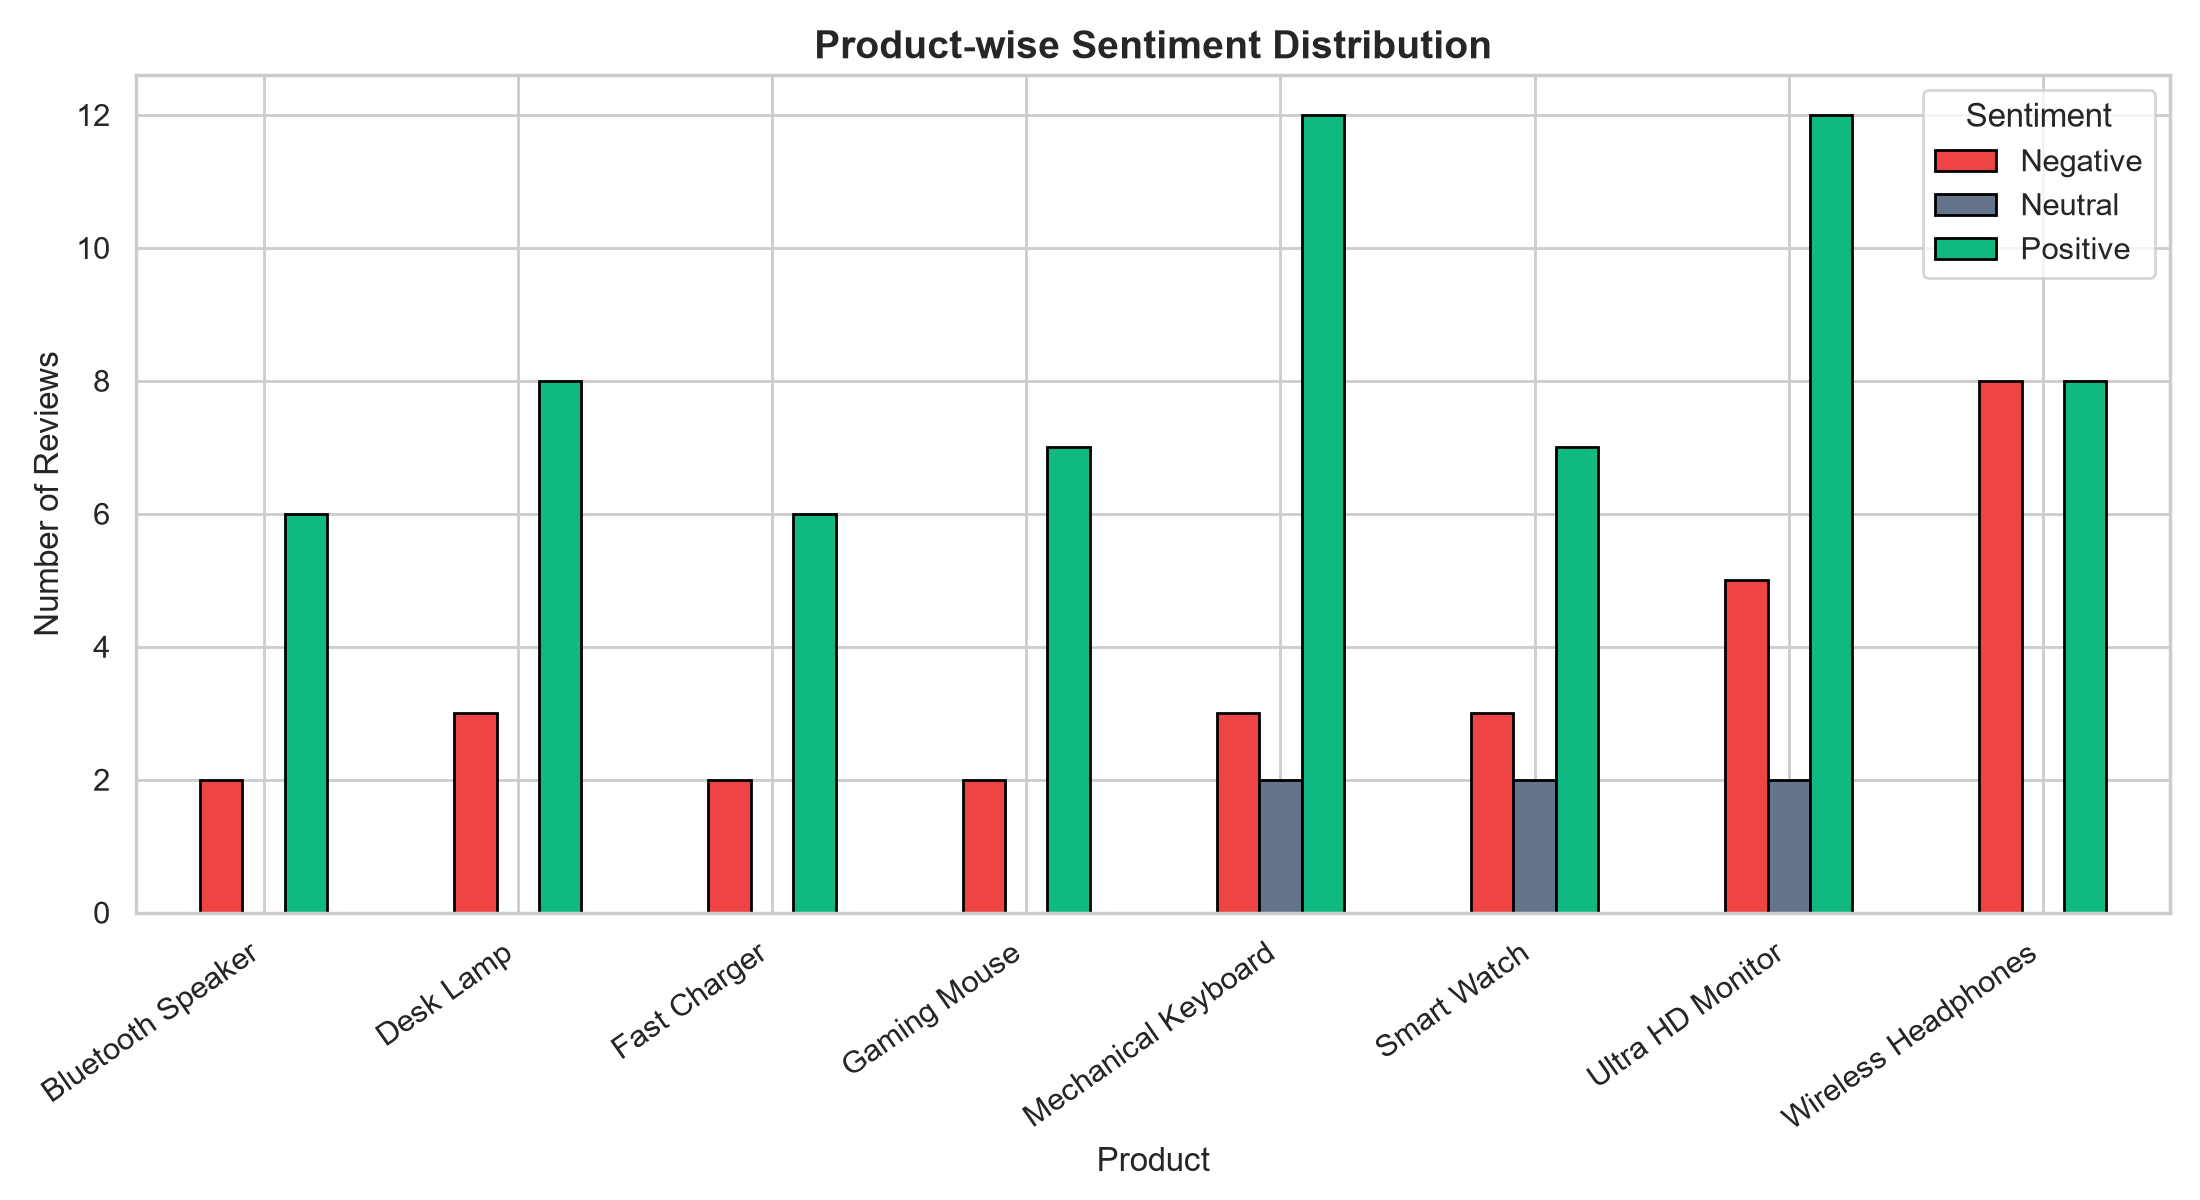 Product-wise Sentiment Distribution
Sentiment
Negative
Neutral
Positive
Number of Reviews
12
10
8
6
4
2
0
Bluetooth Speaker
Desk Lamp
Fast Charger
Gaming Mouse
Mechanical Keyboard
Smart Watch
Ultra HD Monitor
Wireless Headphones
Product